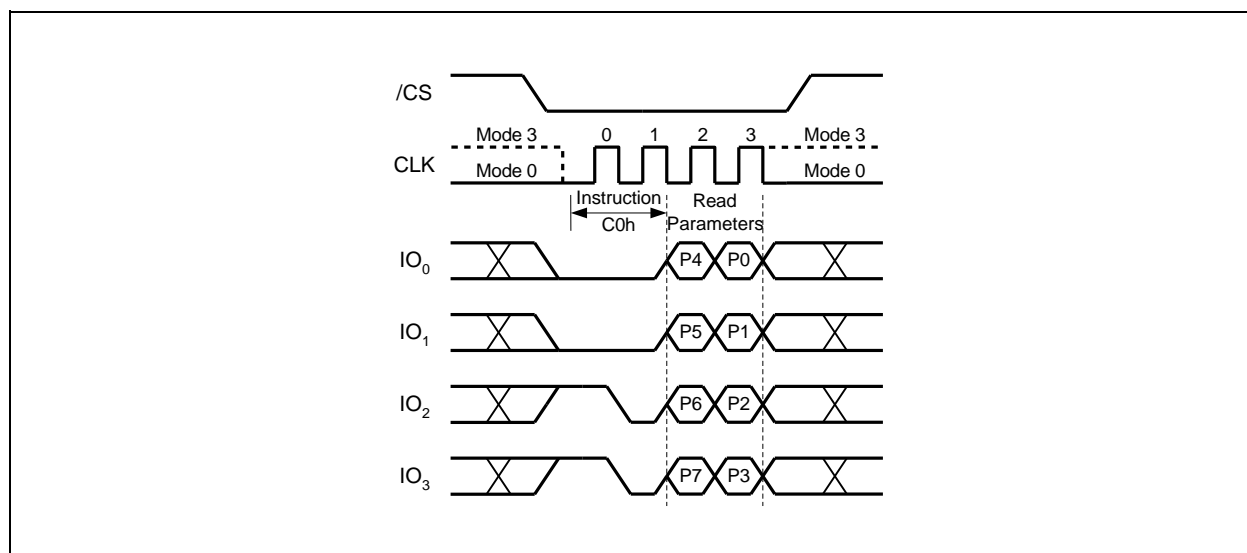 /CS
Mode 3 0 1 2 3 Mode 3
CLK Mode 0 Mode 0
Instruction Read
C0h Parameters
IO0 P4 P0
IO1 P5 P1
IO2 P6 P2
IO3 P7 P3